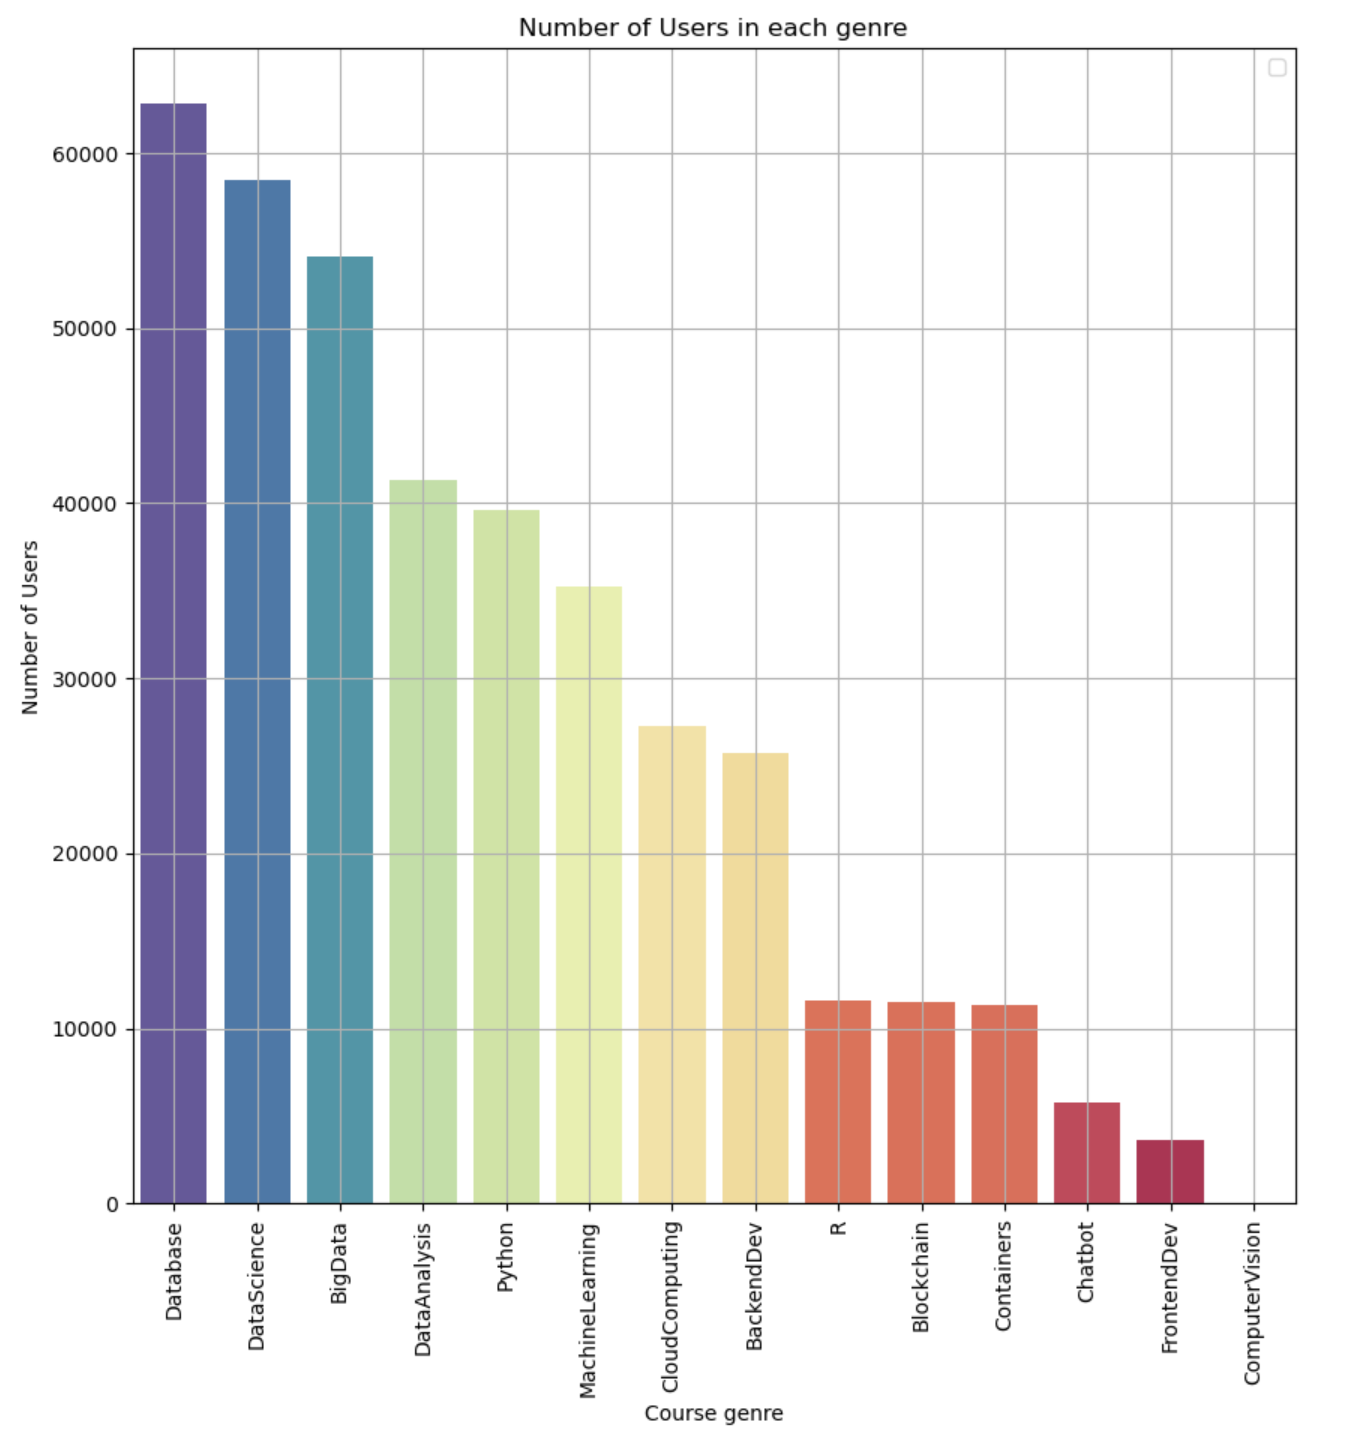 Number of Users in each genre
60000
50000
40000
30000
20000
10000
0
Number of Users
Database
DataScience
BigData
DataAnalysis
Python
MachineLearning
CloudComputing
BackendDev
R
Blockchain
Containers
Chatbot
FrontendDev
ComputerVision
Course genre